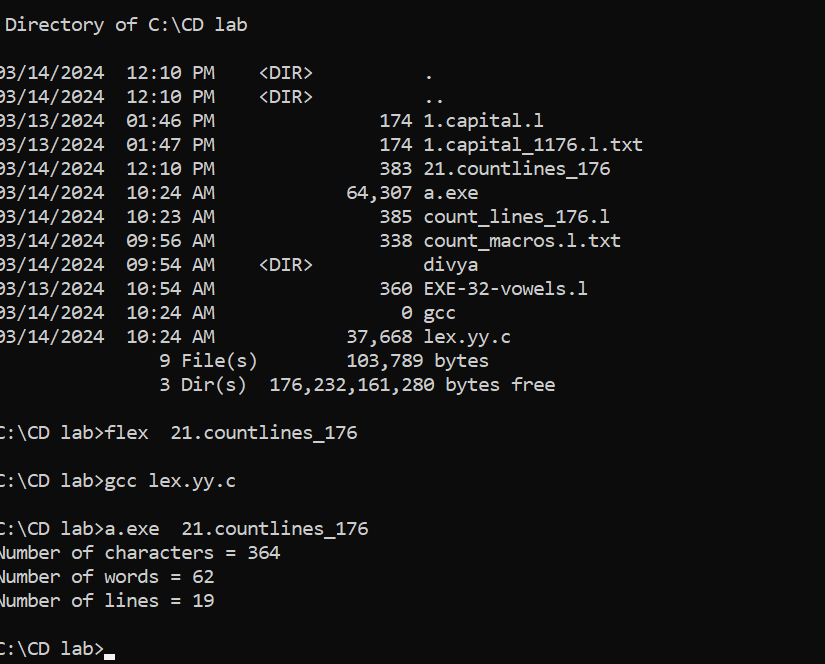 Directory of C:\CD lab
03/14/2024  12:10 PM    <DIR>          .
03/14/2024  12:10 PM    <DIR>          ..
03/13/2024  01:46 PM               174 1.capital.l
03/13/2024  01:47 PM               174 1.capital_1176.l.txt
03/14/2024  12:10 PM               383 21.countlines_176
03/14/2024  10:24 AM            64,307 a.exe
03/14/2024  10:23 AM               385 count_lines_176.l
03/14/2024  09:56 AM               338 count_macros.l.txt
03/14/2024  09:54 AM    <DIR>          divya
03/13/2024  10:54 AM               360 EXE-32-vowels.l
03/14/2024  10:24 AM                 0 gcc
03/14/2024  10:24 AM            37,668 lex.yy.c
9 File(s)        103,789 bytes
3 Dir(s)  176,232,161,280 bytes free
C:\CD lab>flex  21.countlines_176
C:\CD lab>gcc lex.yy.c
C:\CD lab>a.exe  21.countlines_176
Number of characters = 364
Number of words = 62
Number of lines = 19
C:\CD lab>